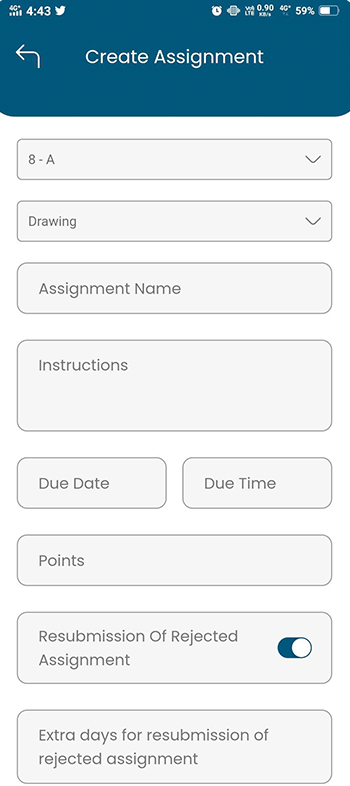 4G 4:43 Vo) LTE 0.90 KB/s 4G+ 59%
Create Assignment
8 - A
Drawing
Assignment Name
Instructions
Due Date Due Time
Points
Resubmission Of Rejected
Assignment
Extra days for resubmission of
rejected assignment